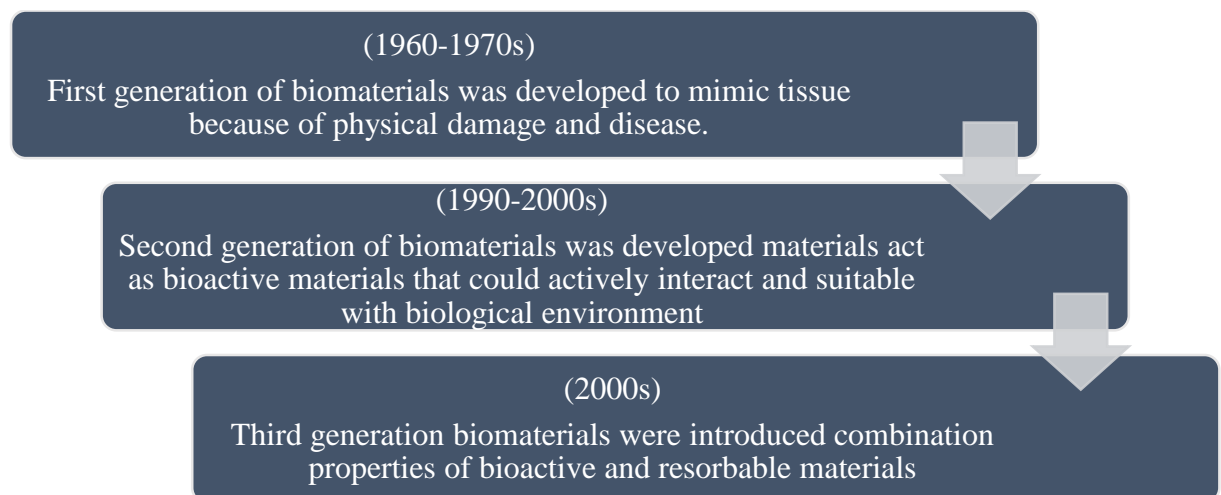 (1960-1970s)
First generation of biomaterials was developed to mimic tissue
because of physical damage and disease.
(1990-2000s)
Second generation of biomaterials was developed materials act
as bioactive materials that could actively interact and suitable
with biological environment
(2000s)
Third generation biomaterials were introduced combination
properties of bioactive and resorbable materials